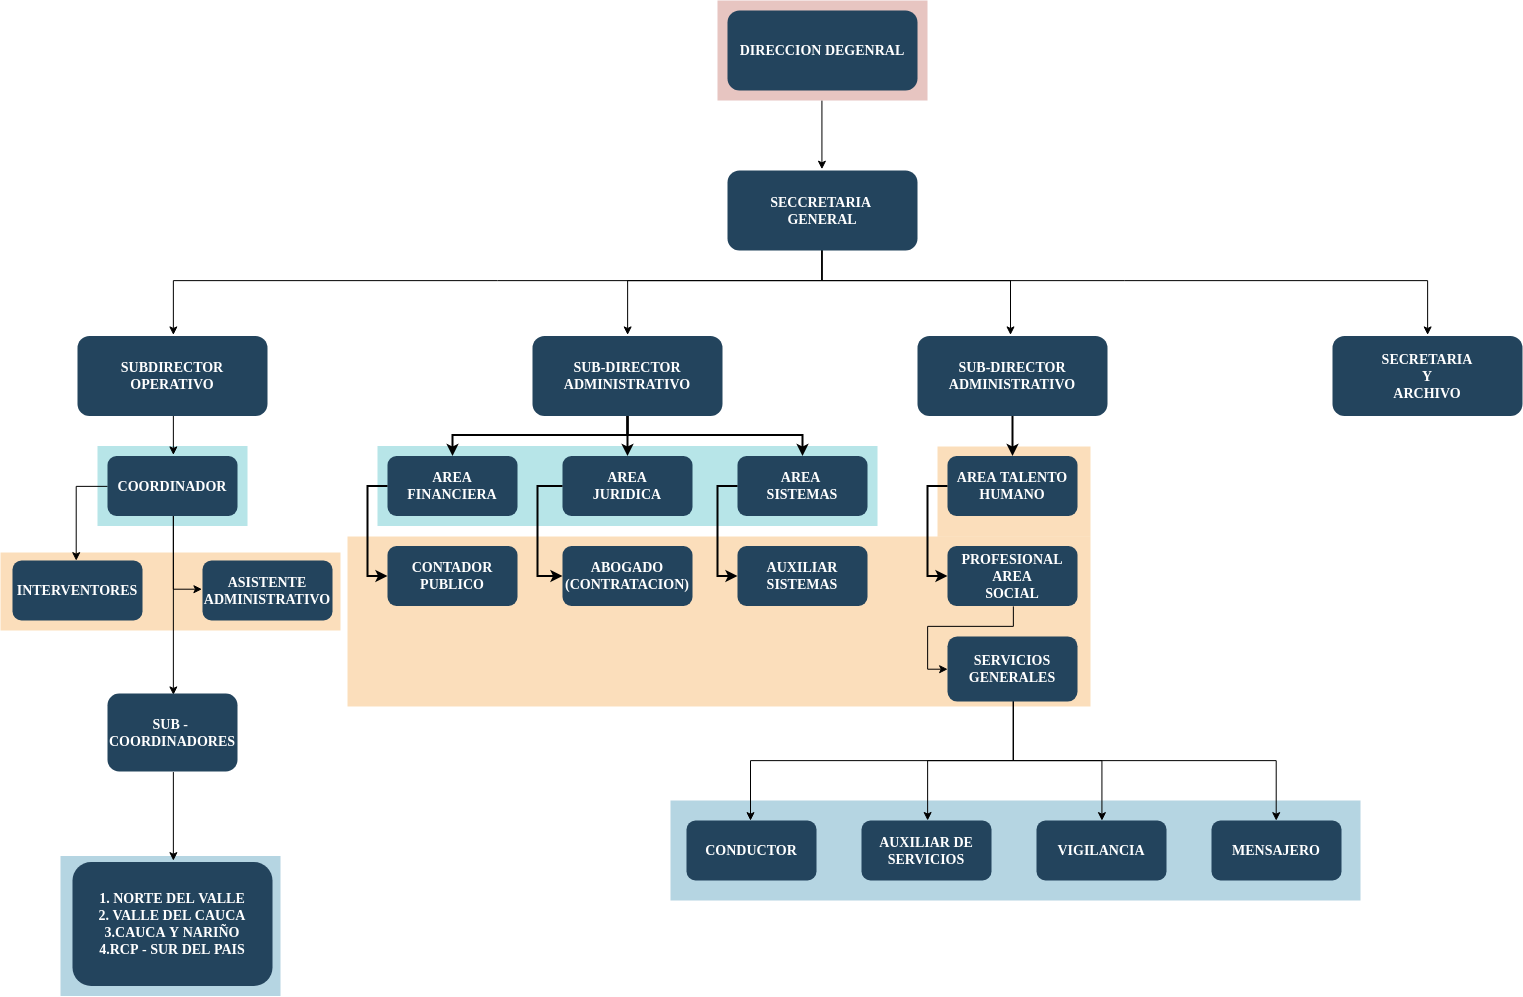 DIRECCION DEGENRAL
SECCRETARIA
GENERAL
SUBDIRECTOR
OPERATIVO
SUB-DIRECTOR
ADMINISTRATIVO
SUB-DIRECTOR
ADMINISTRATIVO
SECRETARIA
Y
ARCHIVO
COORDINADOR
AREA
FINANCIERA
AREA
JURIDICA
AREA
SISTEMAS
AREA TALENTO
HUMANO
INTERVENTORES
ASISTENTE
ADMINISTRATIVO
CONTADOR
PUBLICO
ABOGADO
(CONTRATACION)
AUXILIAR
SISTEMAS
PROFESIONAL
AREA
SOCIAL
SERVICIOS
GENERALES
SUB -
COORDINADORES
CONDUCTOR
AUXILIAR DE
SERVICIOS
VIGILANCIA
MENSAJERO
1. NORTE DEL VALLE
2. VALLE DEL CAUCA
3.CAUCA Y NARIÑO
4.RCP - SUR DEL PAIS